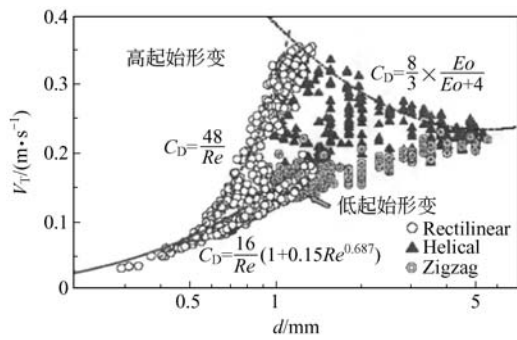 0.4
高起始形变
C_D=8/3×Eo/(Eo+4)
0.3
V_T/(m·s⁻¹)
C_D=48/Re
0.2
低起始形变
0.1
C_D=16/Re(1+0.15Re^0.687)
Rectilinear
Helical
Zigzag
0
0.5 1 5
d/mm